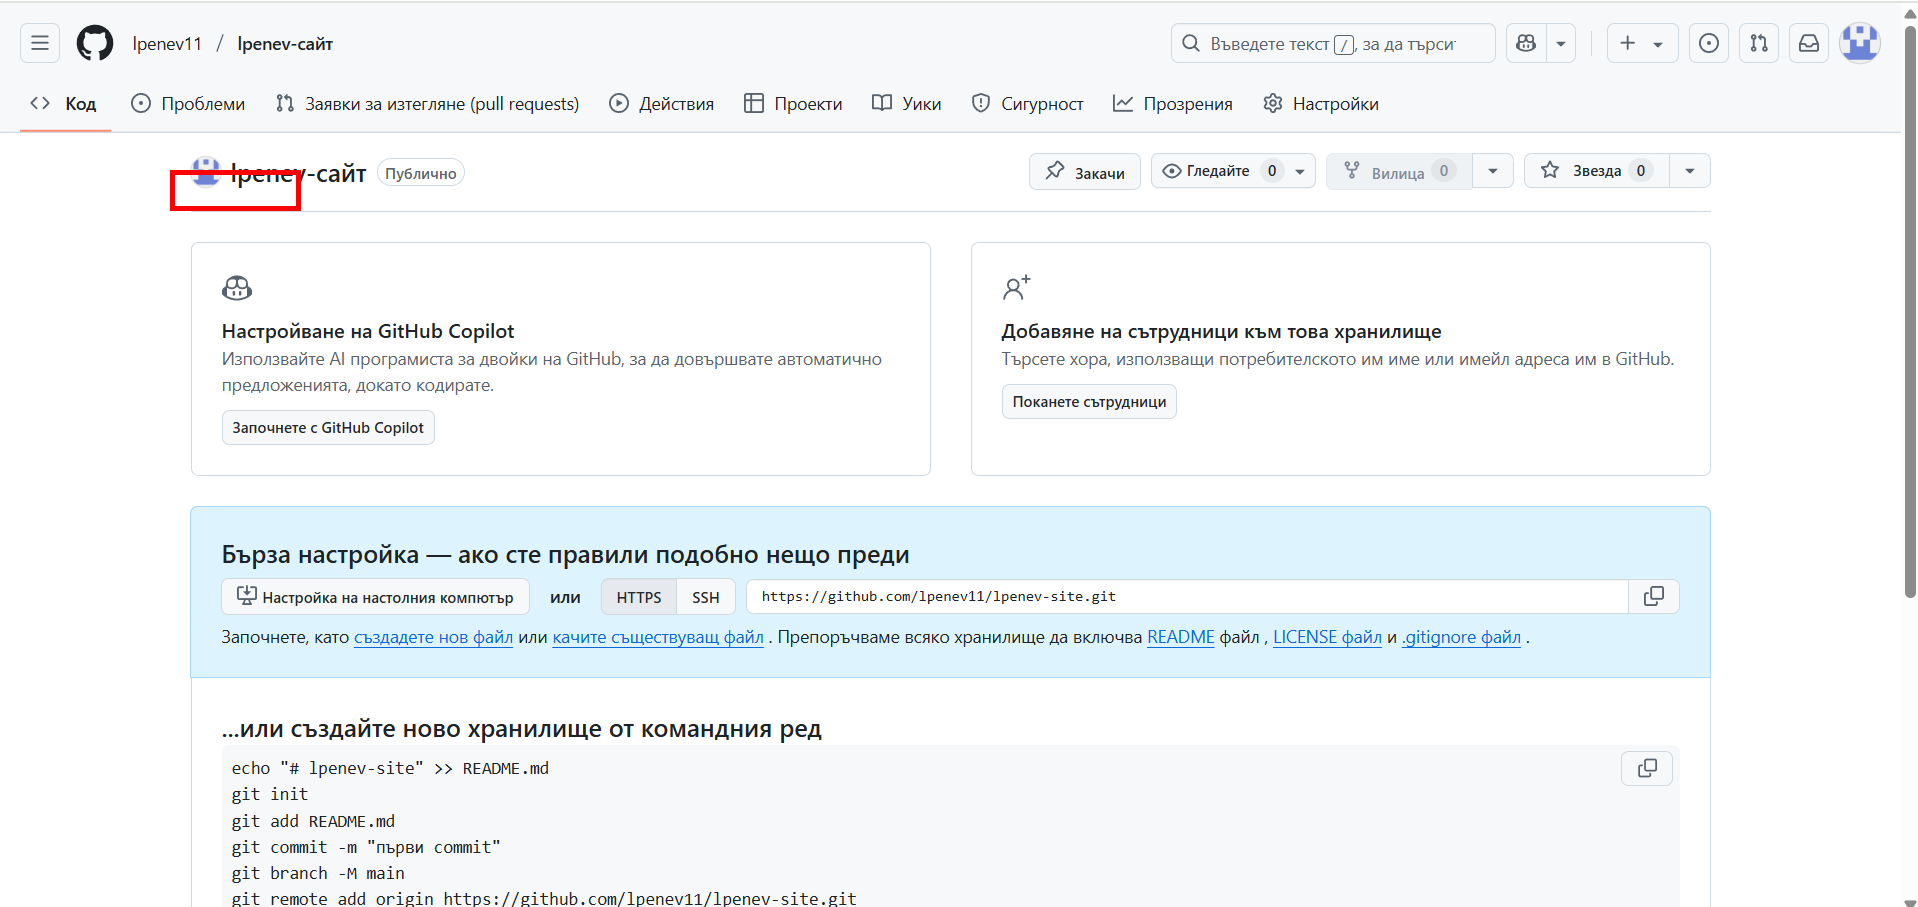 lpenev11 / lpenev-сайт
Въведете текст /, за да търси
Код Проблеми Заявки за изтегляне (pull requests) Действия Проекти Уики Сигурност Прозрения Настройки
lpenev-сайт Публично Закачи Гледайте 0 Вилица 0 Звезда 0
Настройване на GitHub Copilot
Използвайте AI програмиста за двойки на GitHub, за да довършвате автоматично
предложенията, докато кодирате.
Започнете с GitHub Copilot
Добавяне на сътрудници към това хранилище
Търсете хора, използващи потребителското им име или имейл адреса им в GitHub.
Поканете сътрудници
Бърза настройка — ако сте правили подобно нещо преди
Настройка на настолния компютър или HTTPS SSH https://github.com/lpenev11/lpenev-site.git
Започнете, като създадете нов файл или качите съществуващ файл . Препоръчваме всяко хранилище да включва README файл , LICENSE файл и .gitignore файл .
...или създайте ново хранилище от командния ред
echo "# lpenev-site" >> README.md
git init
git add README.md
git commit -m "първи commit"
git branch -M main
git remote add origin https://github.com/lpenev11/lpenev-site.git